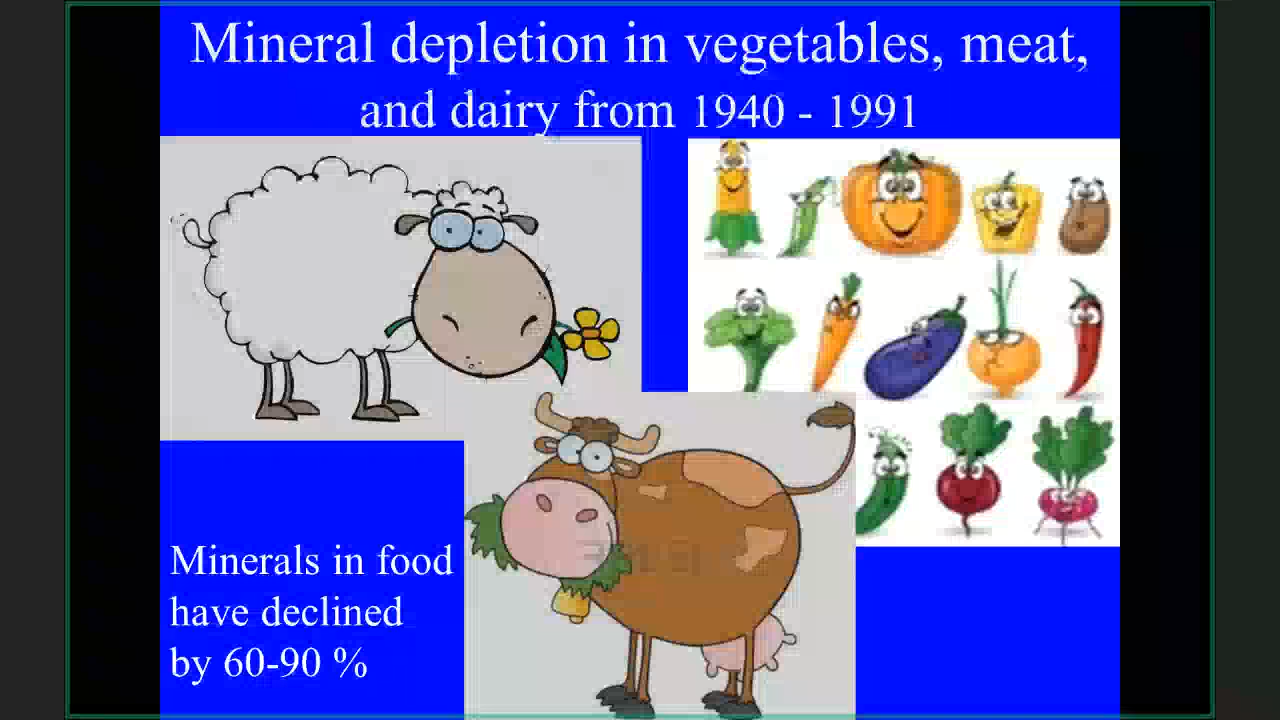 Mineral depletion in vegetables, meat,
and dairy from 1940 - 1991
Minerals in food
have declined
by 60-90 %